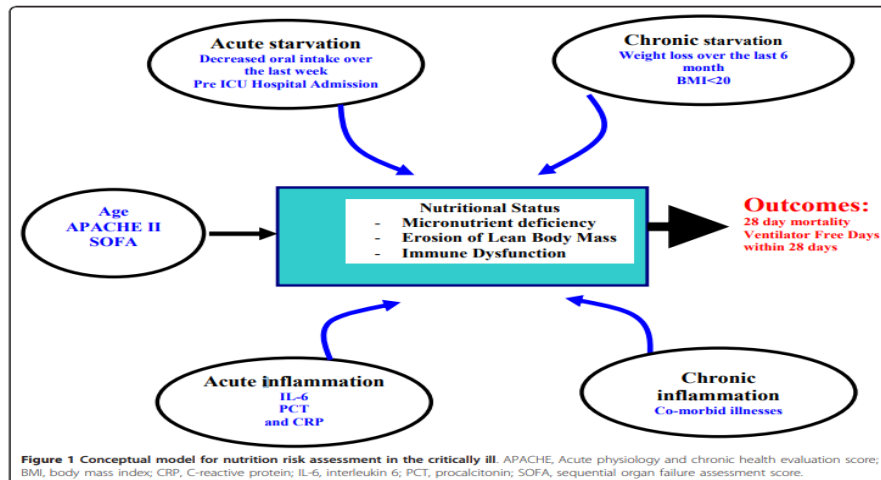 Acute starvation
Decreased oral intake over
the last week
Pre ICU Hospital Admission
Chronic starvation
Weight loss over the last 6
month
BMI<20
Age
APACHE II
SOFA
Nutritional Status
- Micronutrient deficiency
- Erosion of Lean Body Mass
- Immune Dysfunction
Outcomes:
28 day mortality
Ventilator Free Days
within 28 days
Acute inflammation
IL-6
PCT
and CRP
Chronic
inflammation
Co-morbid illnesses
Figure 1 Conceptual model for nutrition risk assessment in the critically ill. APACHE, Acute physiology and chronic health evaluation score;
BMI, body mass index; CRP, C-reactive protein; IL-6, interleukin 6; PCT, procalcitonin; SOFA, sequential organ failure assessment score.